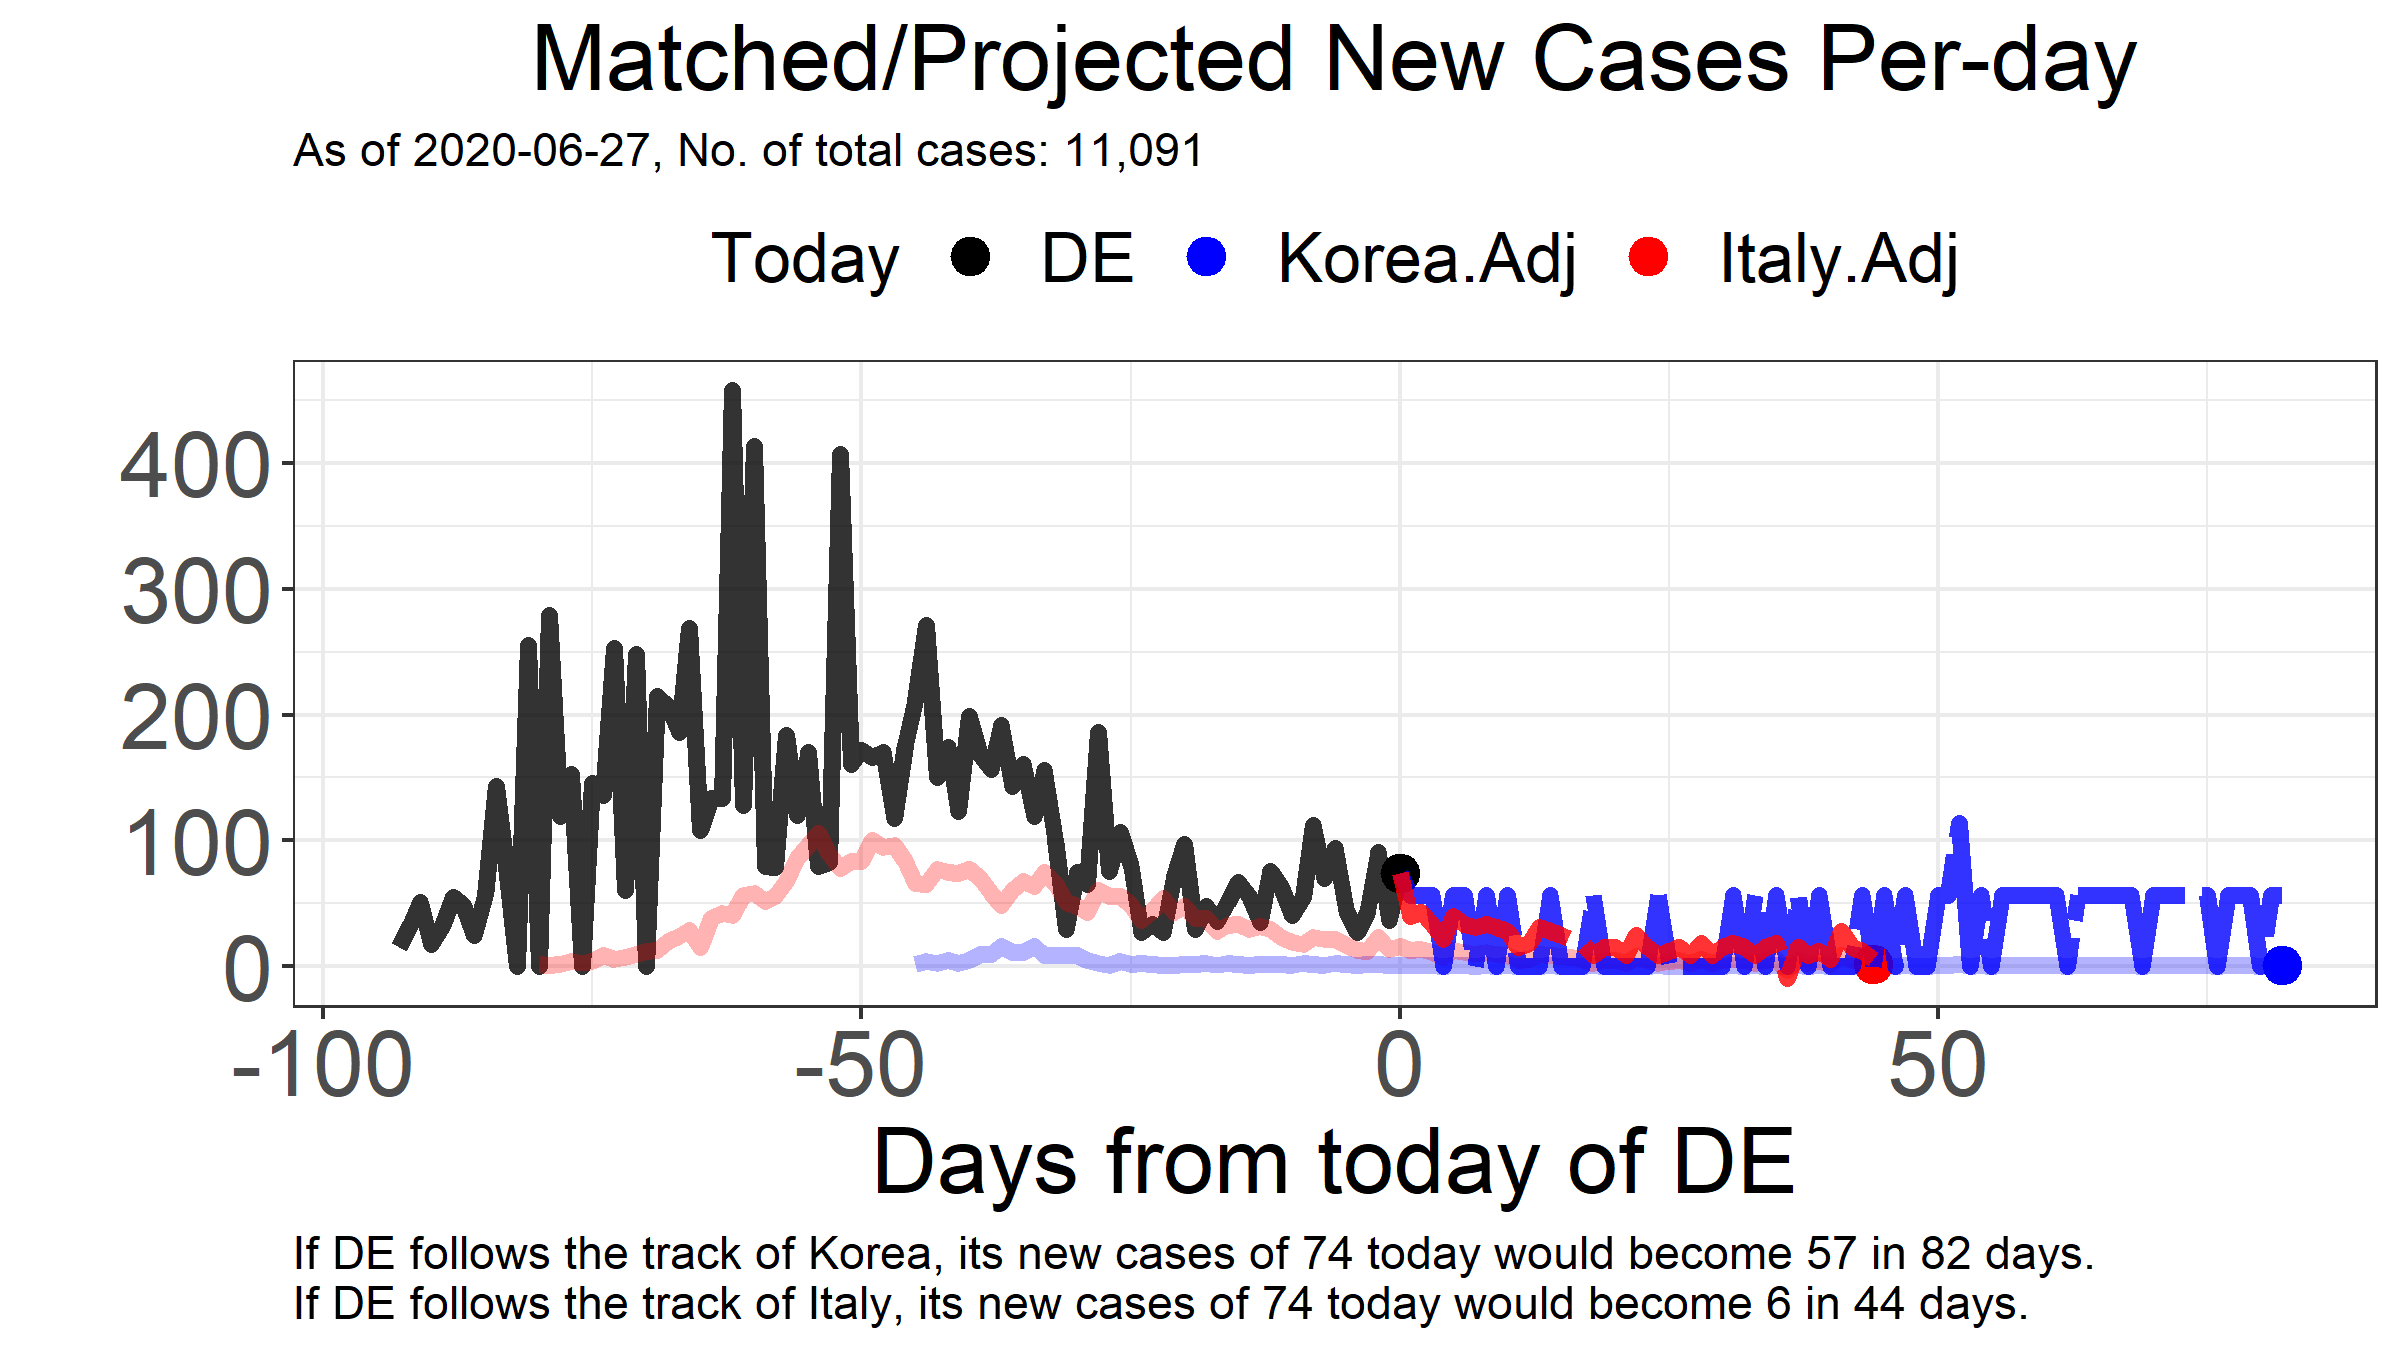 Matched/Projected New Cases Per-day
As of 2020-06-27, No. of total cases: 11,091
Today DE Korea.Adj Italy.Adj
400
300
200
100
0
-100 -50 0 50
Days from today of DE
If DE follows the track of Korea, its new cases of 74 today would become 57 in 82 days.
If DE follows the track of Italy, its new cases of 74 today would become 6 in 44 days.